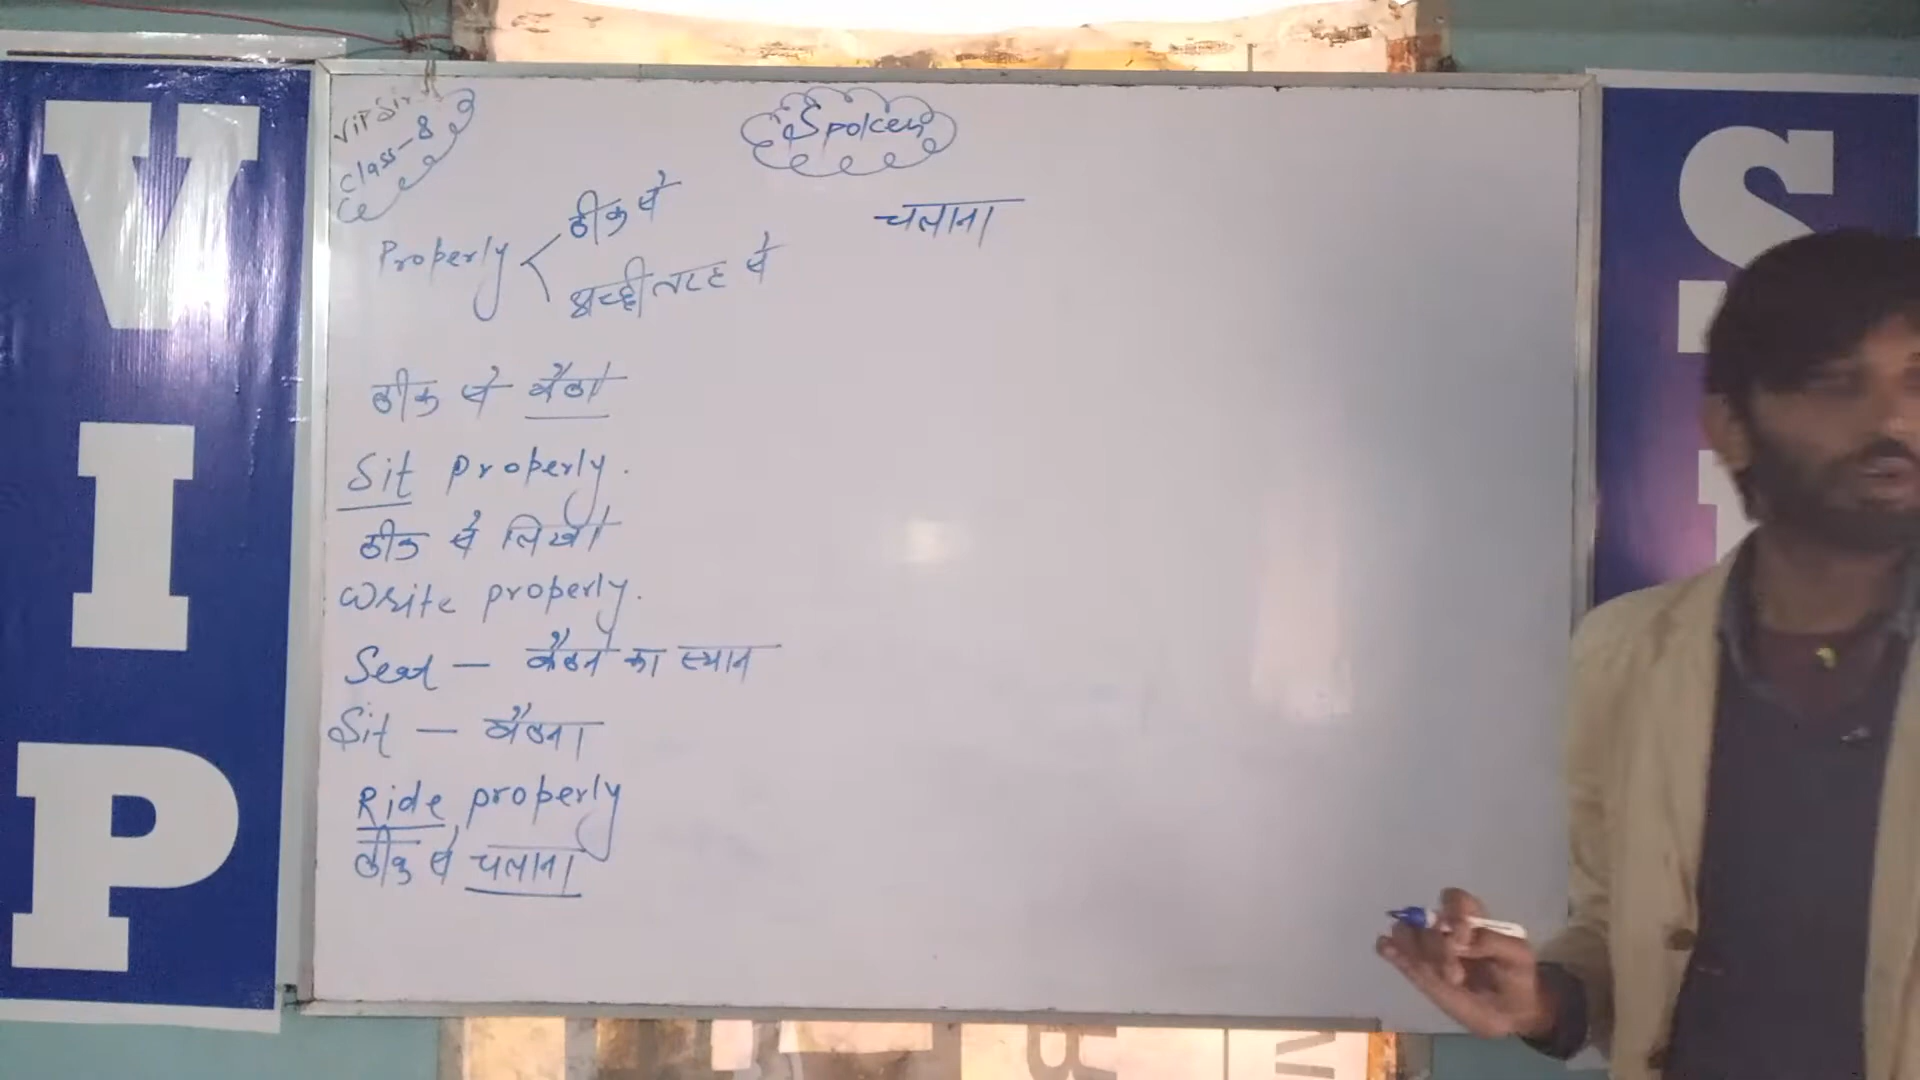 VIP
ViP Sir
Class-8
Spoken
Properly
ठीक से
अच्छी तरह से
चलाना
ठीक से बैठो
Sit properly.
ठीक से लिखो
Write properly.
Seat — बैठने का स्थान
Sit — बैठना
Ride properly
ठीक से चलाना
S